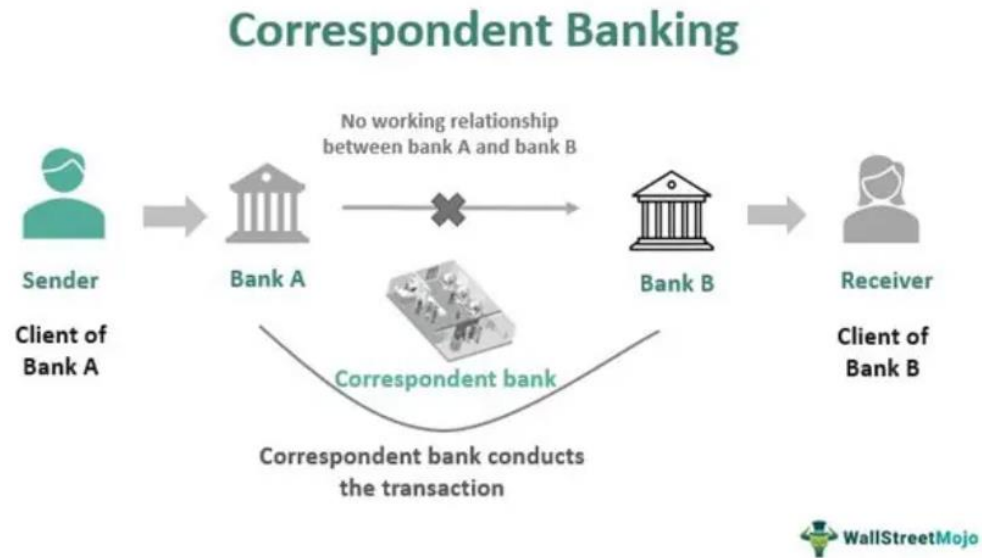 Correspondent Banking
No working relationship
between bank A and bank B
Sender
Bank A
Bank B
Receiver
Client of
Bank A
Client of
Bank B
Correspondent bank
Correspondent bank conducts
the transaction
WallStreetMojo